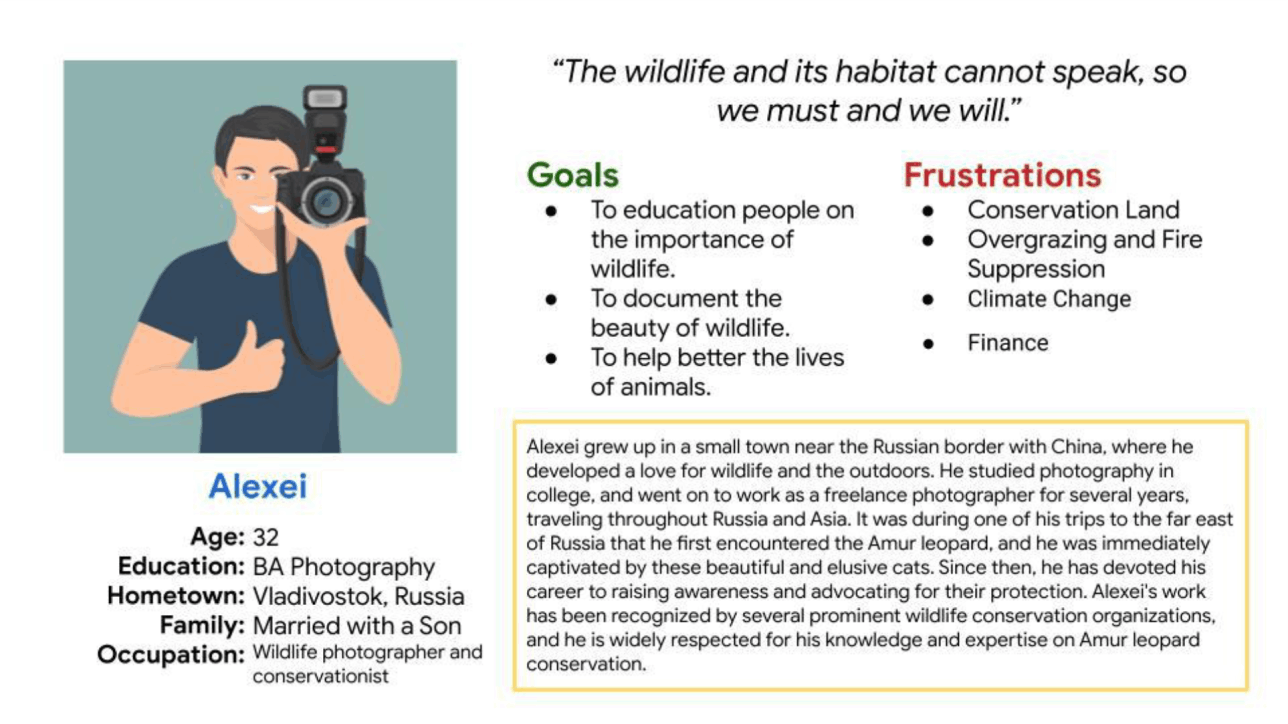 “The wildlife and its habitat cannot speak, so
we must and we will.”
Goals
● To education people on
the importance of
wildlife.
● To document the
beauty of wildlife.
● To help better the lives
of animals.
Frustrations
● Conservation Land
● Overgrazing and Fire
Suppression
● Climate Change
● Finance
Alexei
Age: 32
Education: BA Photography
Hometown: Vladivostok, Russia
Family: Married with a Son
Occupation: Wildlife photographer and
conservationist
Alexei grew up in a small town near the Russian border with China, where he
developed a love for wildlife and the outdoors. He studied photography in
college, and went on to work as a freelance photographer for several years,
traveling throughout Russia and Asia. It was during one of his trips to the far east
of Russia that he first encountered the Amur leopard, and he was immediately
captivated by these beautiful and elusive cats. Since then, he has devoted his
career to raising awareness and advocating for their protection. Alexei's work
has been recognized by several prominent wildlife conservation organizations,
and he is widely respected for his knowledge and expertise on Amur leopard
conservation.